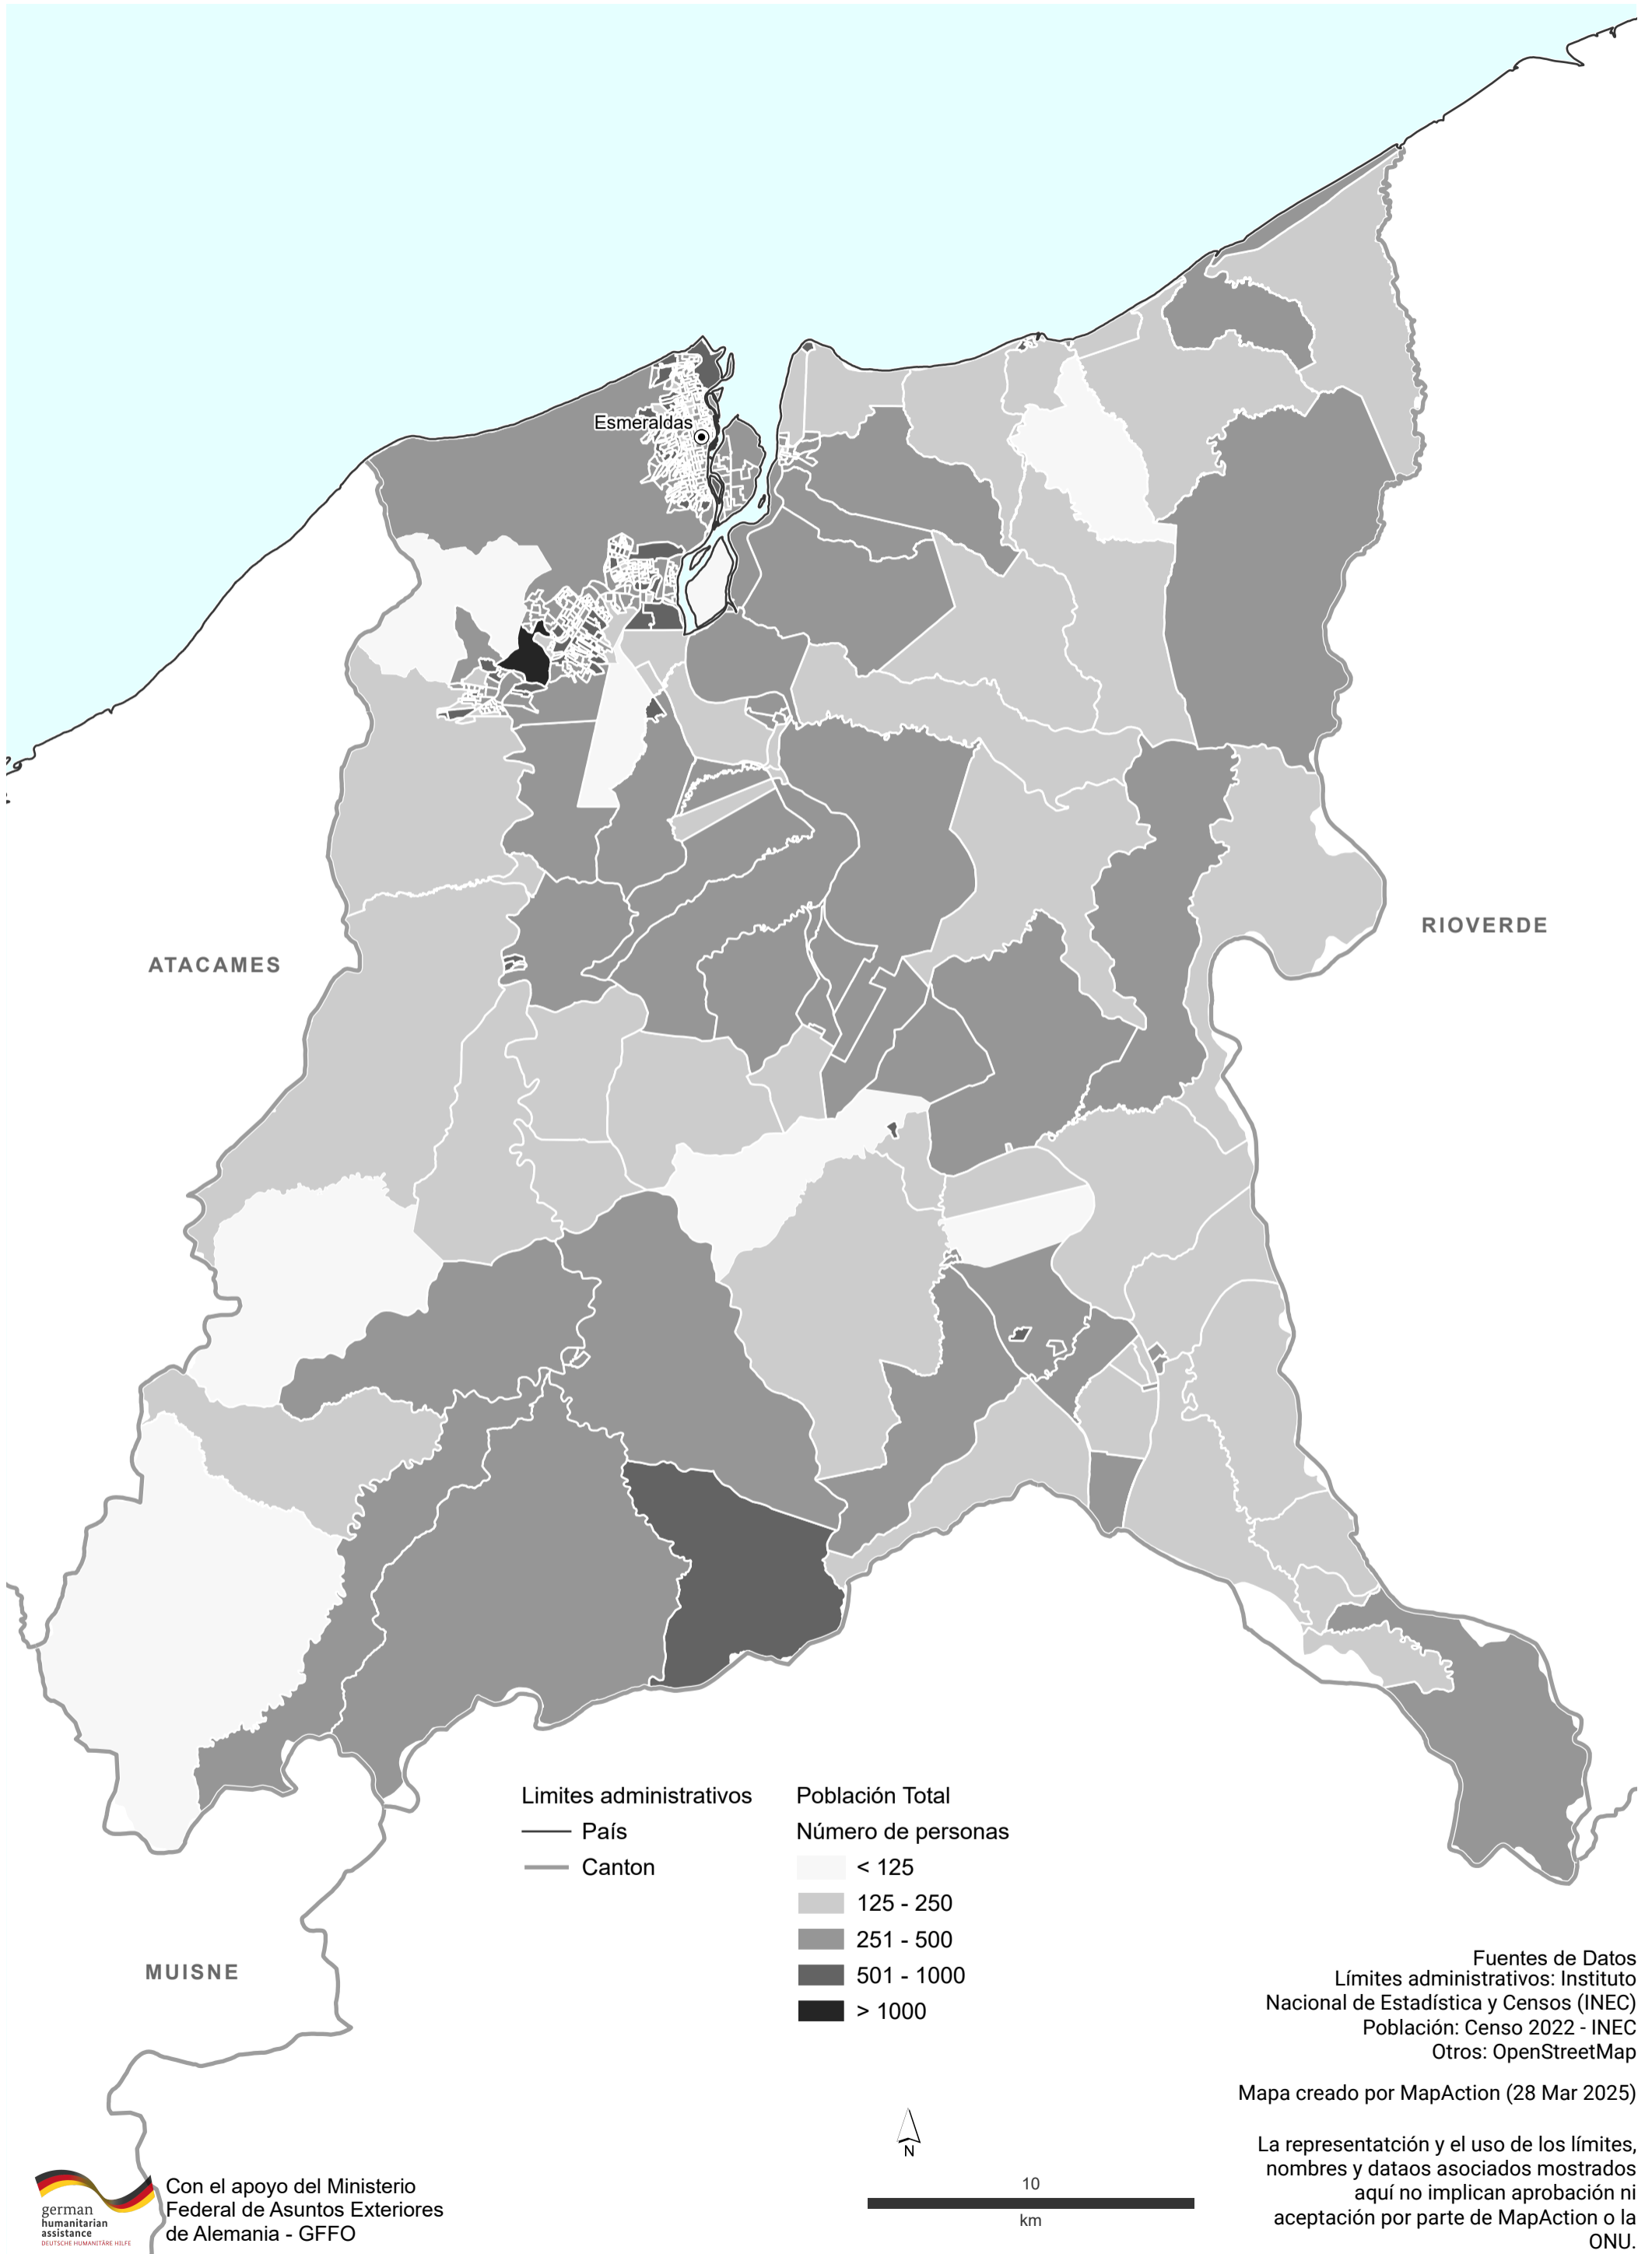 Esmeraldas
RIOVERDE
ATACAMES
Limites administrativos
País
Canton
Población Total
Número de personas
< 125
125 - 250
251 - 500
501 - 1000
> 1000
MUISNE
Fuentes de Datos
Límites administrativos: Instituto
Nacional de Estadística y Censos (INEC)
Población: Censo 2022 - INEC
Otros: OpenStreetMap
Mapa creado por MapAction (28 Mar 2025)
La representatción y el uso de los límites,
nombres y dataos asociados mostrados
aquí no implican aprobación ni
aceptación por parte de MapAction o la
ONU.
N
10
km
german
humanitarian
assistance
DEUTSCHE HUMANITÄRE HILFE
Con el apoyo del Ministerio
Federal de Asuntos Exteriores
de Alemania - GFFO